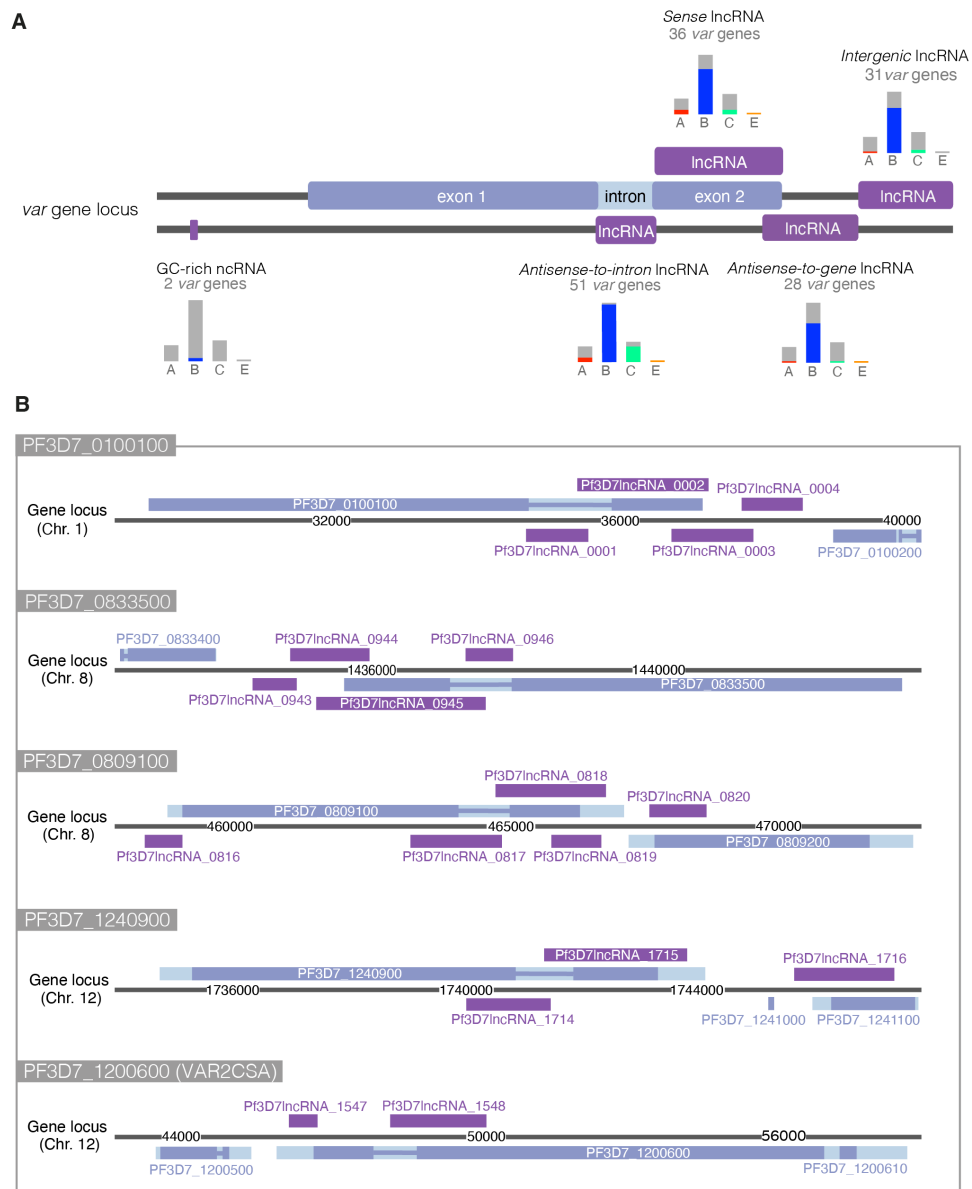 A
Sense lncRNA
36 var genes
A B C E
Intergenic lncRNA
31 var genes
A B C E
lncRNA
var gene locus
exon 1
intron
exon 2
lncRNA
lncRNA
lncRNA
GC-rich ncRNA
2 var genes
A B C E
Antisense-to-intron lncRNA
51 var genes
A B C E
Antisense-to-gene lncRNA
28 var genes
A B C E
B
PF3D7_0100100
Gene locus
(Chr. 1)
Pf3D7lncRNA_0002
Pf3D7lncRNA_0004
PF3D7_0100100
32000
36000
40000
Pf3D7lncRNA_0001
Pf3D7lncRNA_0003
PF3D7_0100200
PF3D7_0833500
Gene locus
(Chr. 8)
PF3D7_0833400
Pf3D7lncRNA_0944
Pf3D7lncRNA_0946
1436000
1440000
PF3D7_0833500
Pf3D7lncRNA_0943
Pf3D7lncRNA_0945
PF3D7_0809100
Gene locus
(Chr. 8)
Pf3D7lncRNA_0818
Pf3D7lncRNA_0820
PF3D7_0809100
460000
465000
470000
PF3D7_0809200
Pf3D7lncRNA_0816
Pf3D7lncRNA_0817
Pf3D7lncRNA_0819
PF3D7_1240900
Gene locus
(Chr. 12)
Pf3D7lncRNA_1715
Pf3D7lncRNA_1716
PF3D7_1240900
1736000
1740000
1744000
Pf3D7lncRNA_1714
PF3D7_1241000
PF3D7_1241100
PF3D7_1200600 (VAR2CSA)
Gene locus
(Chr. 12)
Pf3D7lncRNA_1547
Pf3D7lncRNA_1548
44000
50000
56000
PF3D7_1200600
PF3D7_1200500
PF3D7_1200610